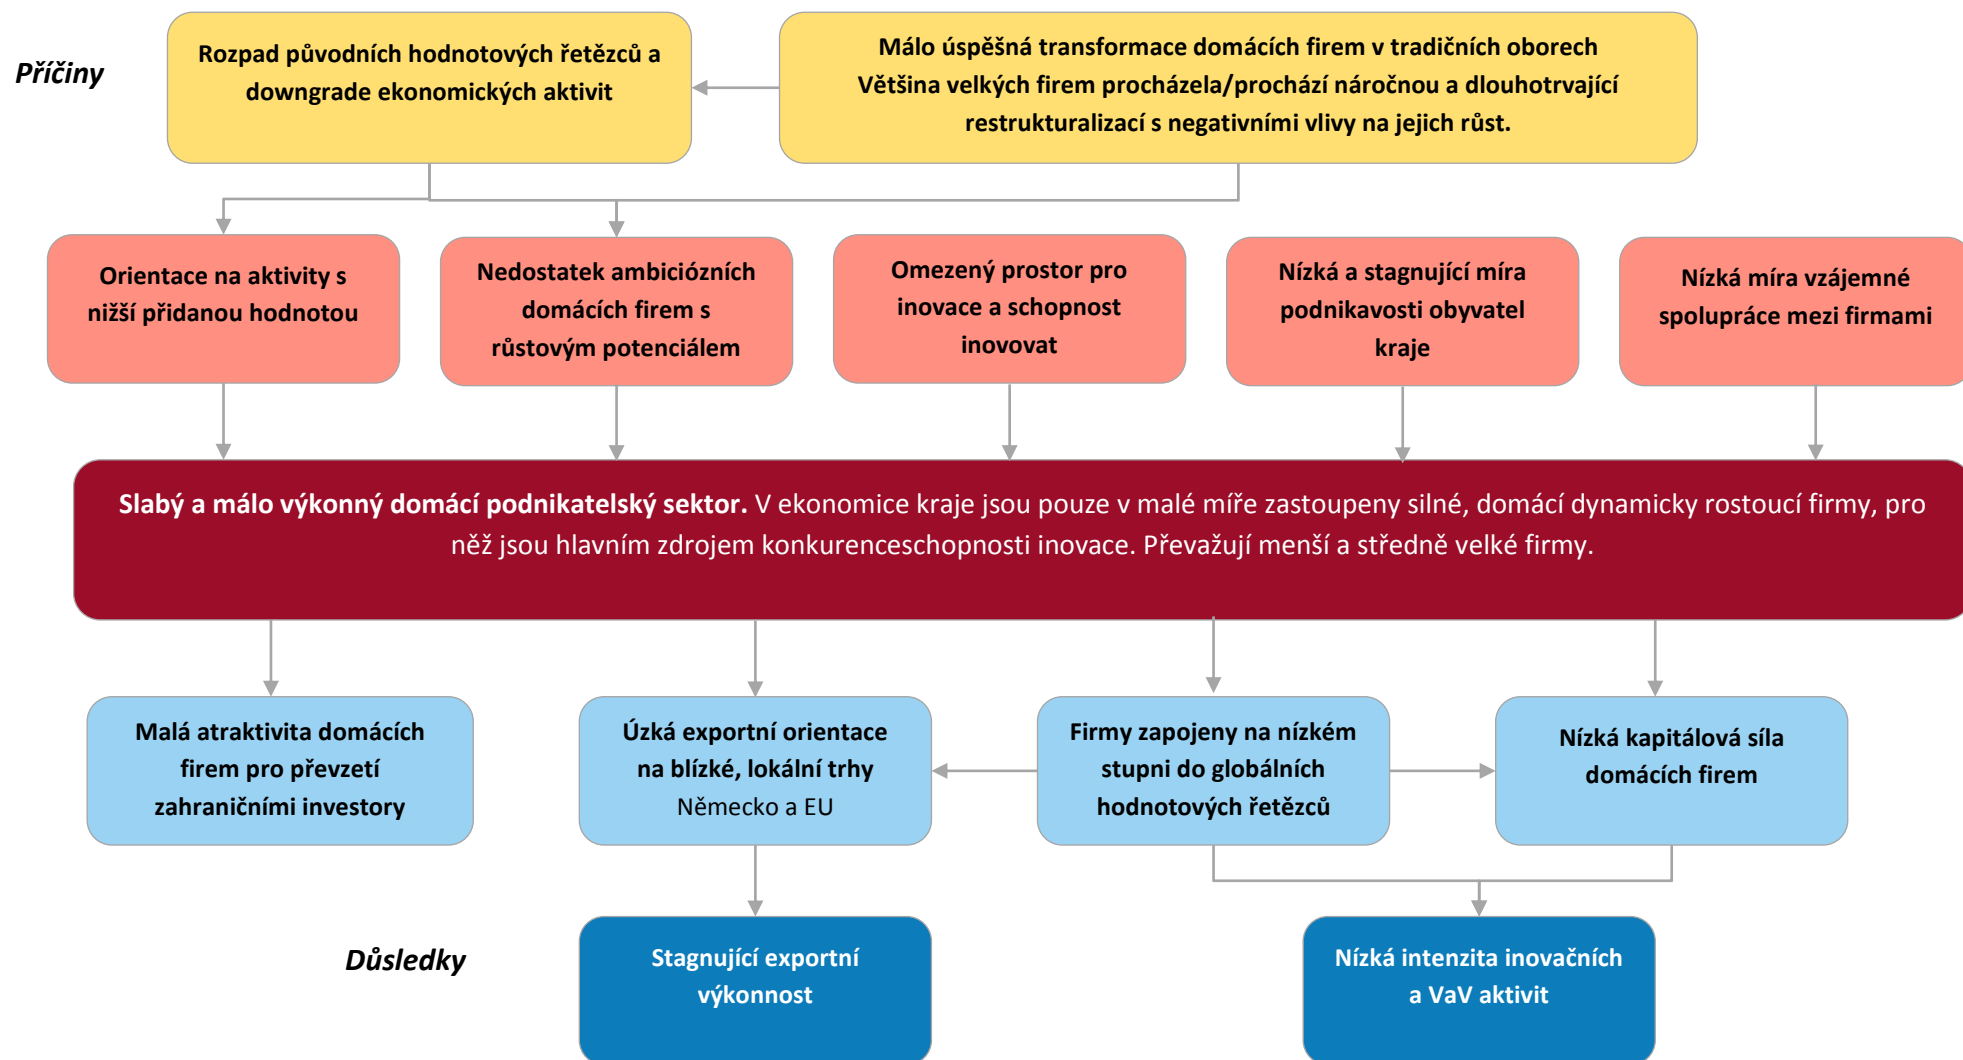 Příčiny
Rozpad původních hodnotových řetězců a
downgrade ekonomických aktivit
Málo úspěšná transformace domácích firem v tradičních oborech
Většina velkých firem procházela/prochází náročnou a dlouhotrvající
restrukturalizací s negativními vlivy na jejich růst.
Orientace na aktivity s
nižší přidanou hodnotou
Nedostatek ambiciózních
domácích firem s
růstovým potenciálem
Omezený prostor pro
inovace a schopnost
inovovat
Nízká a stagnující míra
podnikavosti obyvatel
kraje
Nízká míra vzájemné
spolupráce mezi firmami
Slabý a málo výkonný domácí podnikatelský sektor. V ekonomice kraje jsou pouze v malé míře zastoupeny silné, domácí dynamicky rostoucí firmy, pro
něž jsou hlavním zdrojem konkurenceschopnosti inovace. Převažují menší a středně velké firmy.
Malá atraktivita domácích
firem pro převzetí
zahraničními investory
Úzká exportní orientace
na blízké, lokální trhy
Německo a EU
Firmy zapojeny na nízkém
stupni do globálních
hodnotových řetězců
Nízká kapitálová síla
domácích firem
Důsledky
Stagnující exportní
výkonnost
Nízká intenzita inovačních
a VaV aktivit